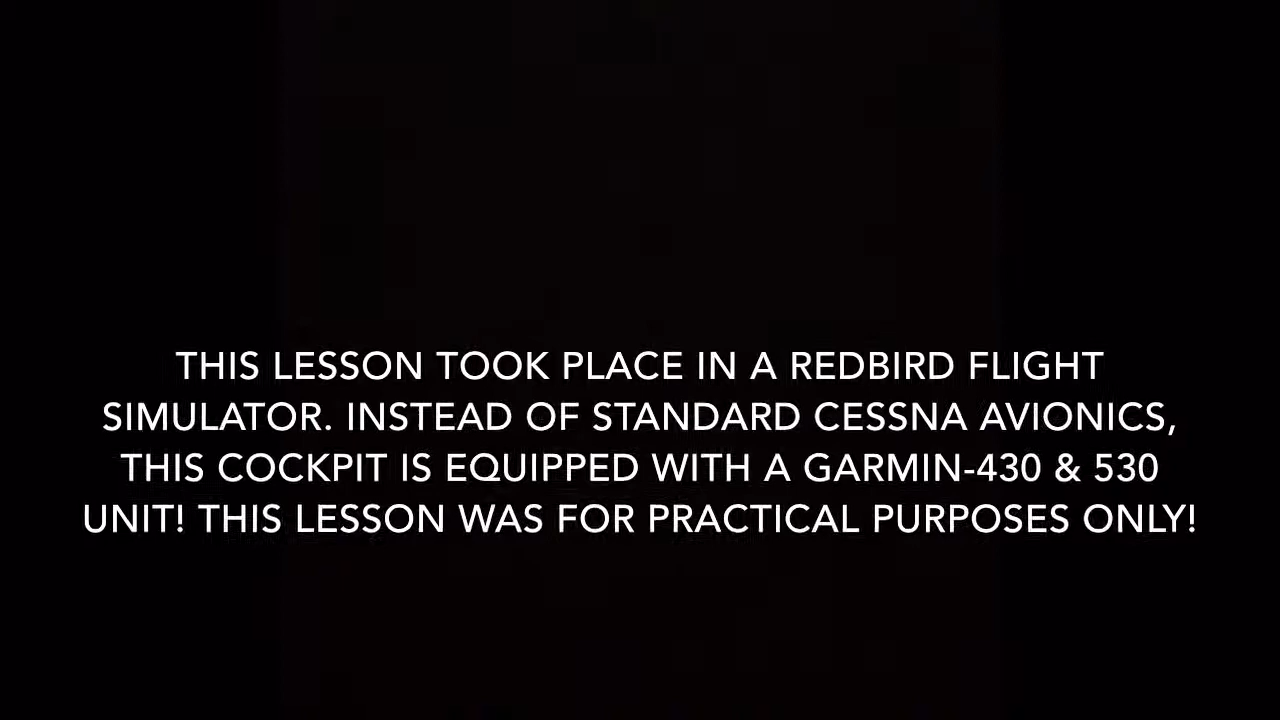 THIS LESSON TOOK PLACE IN A REDBIRD FLIGHT
SIMULATOR. INSTEAD OF STANDARD CESSNA AVIONICS,
THIS COCKPIT IS EQUIPPED WITH A GARMIN-430 & 530
UNIT! THIS LESSON WAS FOR PRACTICAL PURPOSES ONLY!